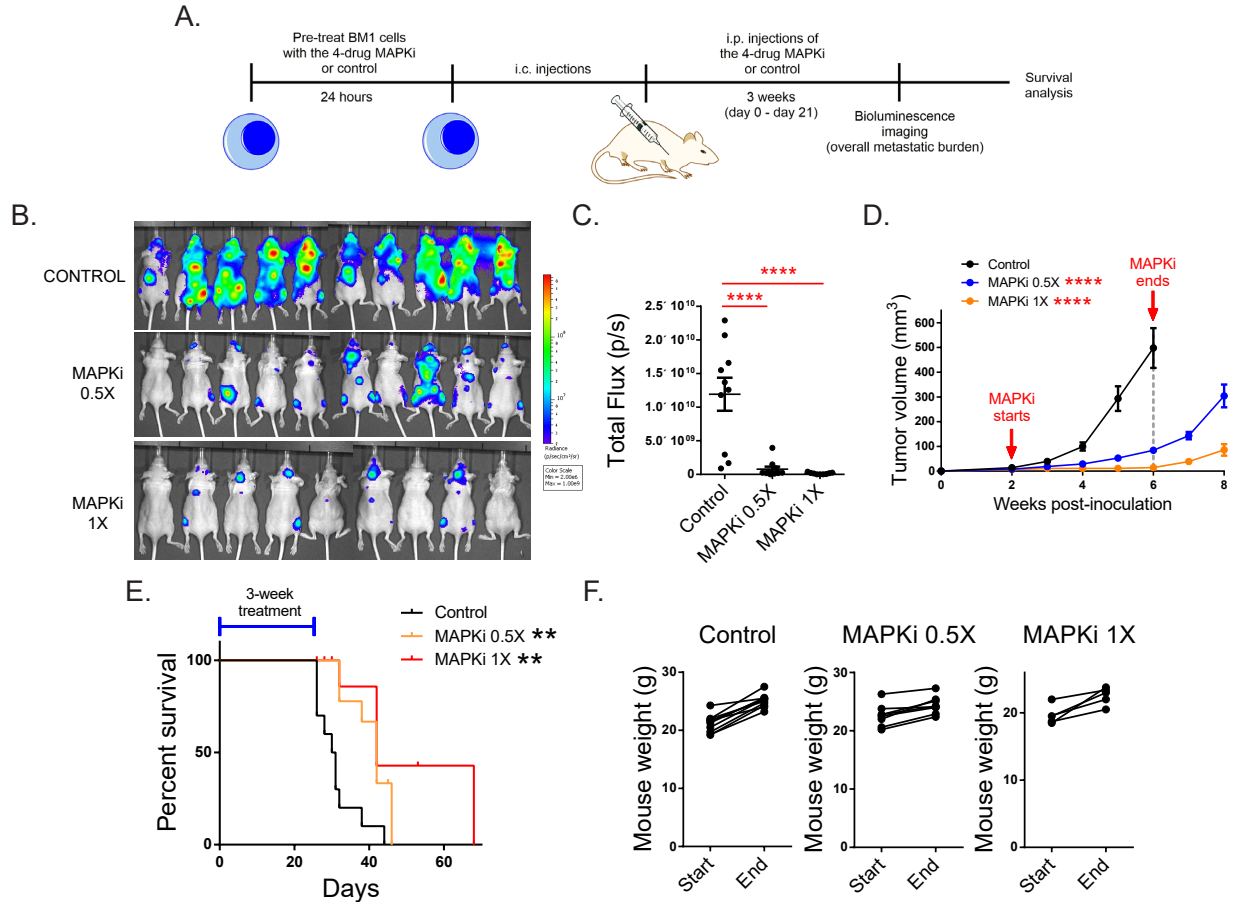 A.
Pre-treat BM1 cells
with the 4-drug MAPKi
or control
24 hours
i.c. injections
i.p. injections of
the 4-drug MAPKi
or control
3 weeks
(day 0 - day 21)
Bioluminescence
imaging
(overall metastatic burden)
Survival
analysis
B.
CONTROL
MAPKi
0.5X
MAPKi
1X
Radiance
(p/sec/cm²/sr)
Color Scale
Min = 2.00e6
Max = 1.00e9
C.
Total Flux (p/s)
2.5´10¹⁰
2.0´10¹⁰
1.5´10¹⁰
1.0´10¹⁰
5.0´10⁰⁹
0
****
****
Control
MAPKi 0.5X
MAPKi 1X
D.
Control
MAPKi 0.5X ****
MAPKi 1X ****
MAPKi
ends
MAPKi
starts
Tumor volume (mm³)
600
500
400
300
200
100
0
0 2 4 6 8
Weeks post-inoculation
E.
3-week
treatment
Control
MAPKi 0.5X **
MAPKi 1X **
Percent survival
100
50
0
0 20 40 60
Days
F.
Control
Mouse weight (g)
30
20
10
0
Start
End
MAPKi 0.5X
Mouse weight (g)
30
20
10
0
Start
End
MAPKi 1X
Mouse weight (g)
20
10
0
Start
End